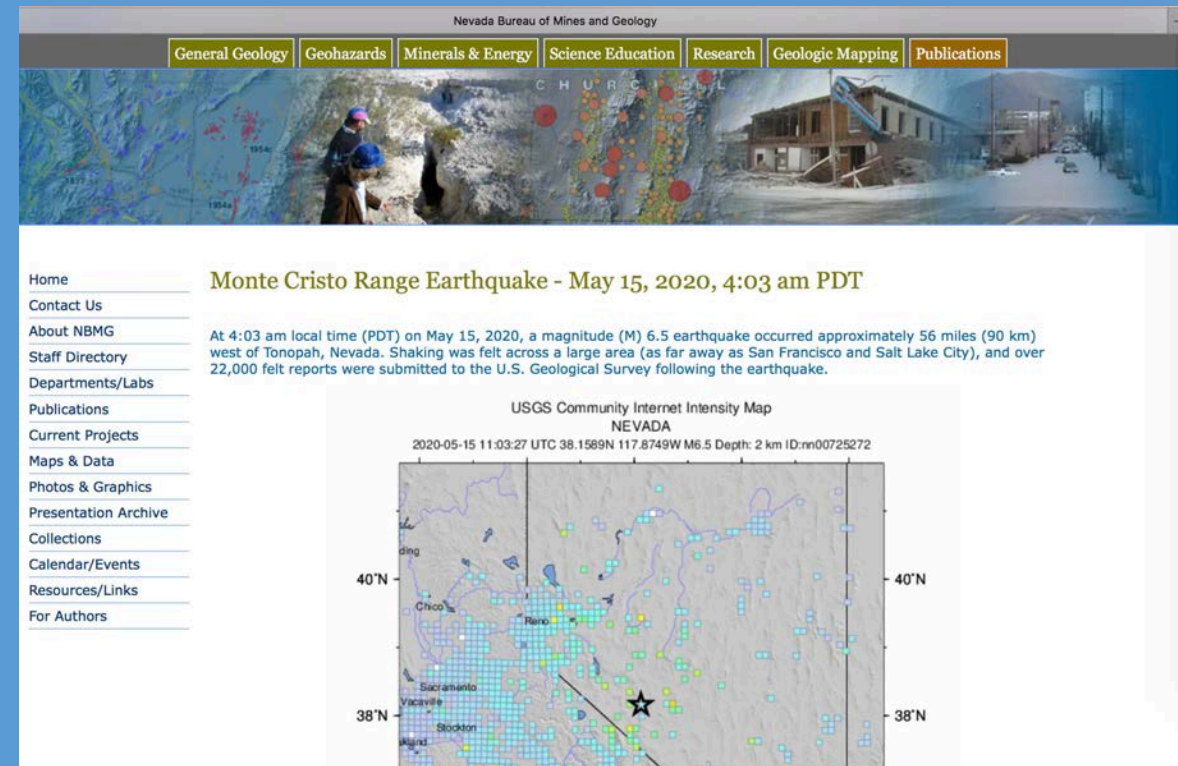 Nevada Bureau of Mines and Geology
General Geology Geohazards Minerals & Energy Science Education Research Geologic Mapping Publications
CHURCHILL
1954
1954
Home
Contact Us
About NBMG
Staff Directory
Departments/Labs
Publications
Current Projects
Maps & Data
Photos & Graphics
Presentation Archive
Collections
Calendar/Events
Resources/Links
For Authors
Monte Cristo Range Earthquake - May 15, 2020, 4:03 am PDT
At 4:03 am local time (PDT) on May 15, 2020, a magnitude (M) 6.5 earthquake occurred approximately 56 miles (90 km)
west of Tonopah, Nevada. Shaking was felt across a large area (as far away as San Francisco and Salt Lake City), and over
22,000 felt reports were submitted to the U.S. Geological Survey following the earthquake.
USGS Community Internet Intensity Map
NEVADA
2020-05-15 11:03:27 UTC 38.1589N 117.8749W M6.5 Depth: 2 km ID:nn00725272
ding
40°N
40°N
Chico
Reno
Sacramento
Vacaville
38°N
38°N
Stockton
kland